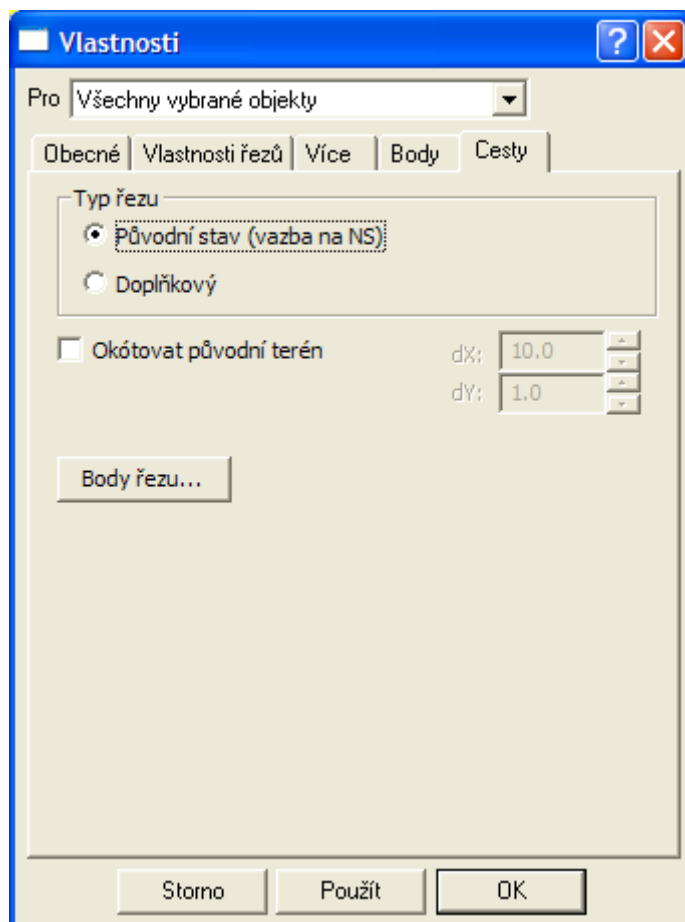 Vlastnosti
Pro Všechny vybrané objekty
Obecné Vlastnosti řezů Více Body Cesty
Typ řezu
Původní stav (vazba na NS)
Doplňkový
Okótovat původní terén dX: 10.0
dY: 1.0
Body řezu...
Storno Použít OK